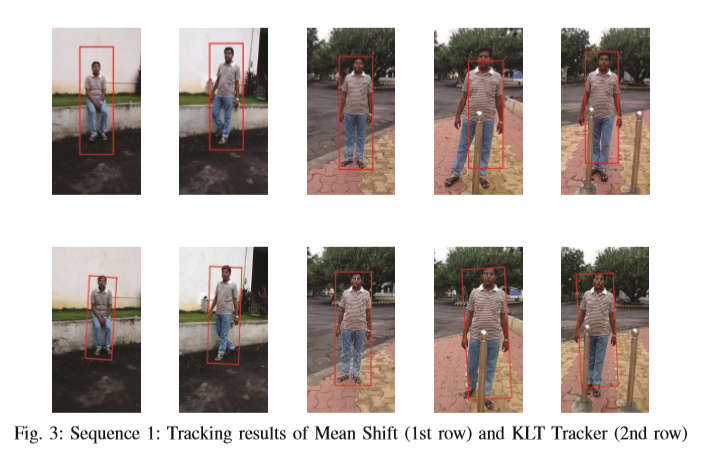 Fig. 3: Sequence 1: Tracking results of Mean Shift (1st row) and KLT Tracker (2nd row)